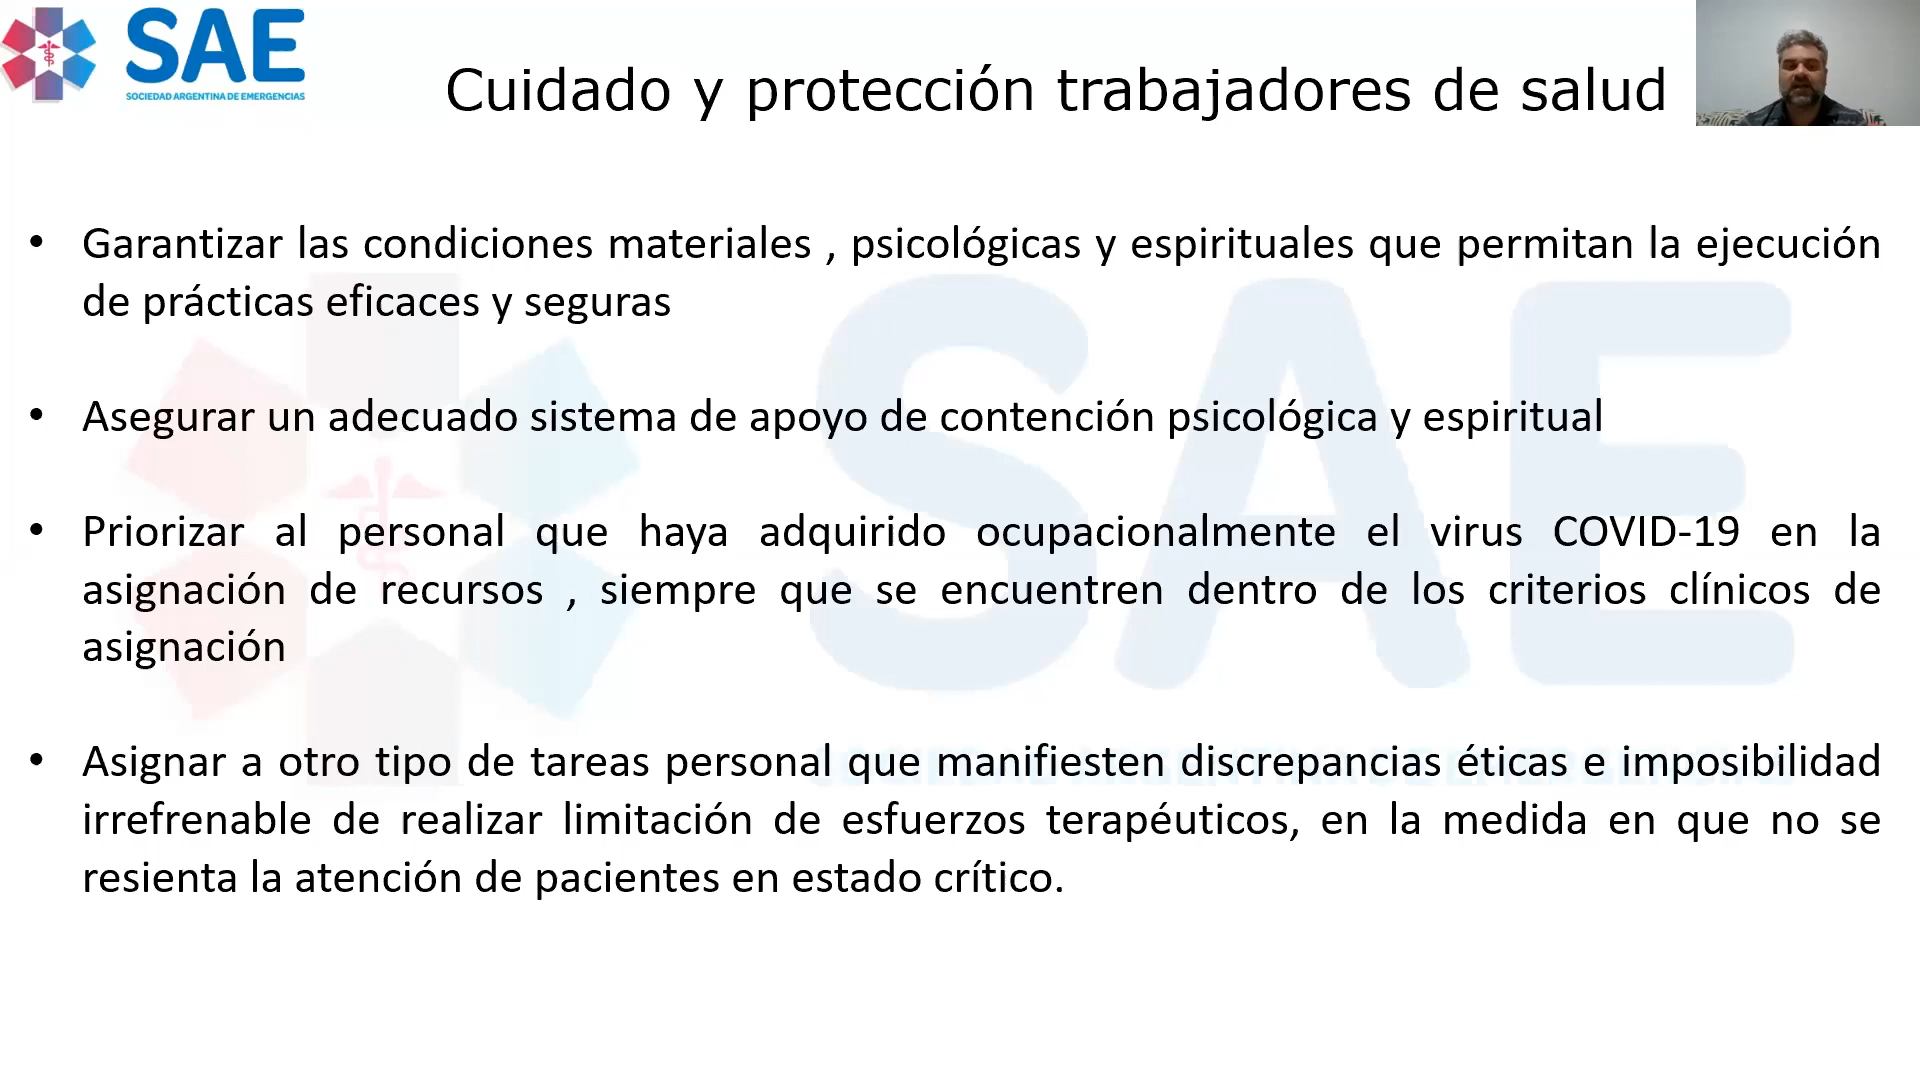 SAE
SOCIEDAD ARGENTINA DE EMERGENCIAS
Cuidado y protección trabajadores de salud
• Garantizar las condiciones materiales , psicológicas y espirituales que permitan la ejecución
de prácticas eficaces y seguras
• Asegurar un adecuado sistema de apoyo de contención psicológica y espiritual
• Priorizar al personal que haya adquirido ocupacionalmente el virus COVID-19 en la
asignación de recursos , siempre que se encuentren dentro de los criterios clínicos de
asignación
• Asignar a otro tipo de tareas personal que manifiesten discrepancias éticas e imposibilidad
irrefrenable de realizar limitación de esfuerzos terapéuticos, en la medida en que no se
resienta la atención de pacientes en estado crítico.
SAE